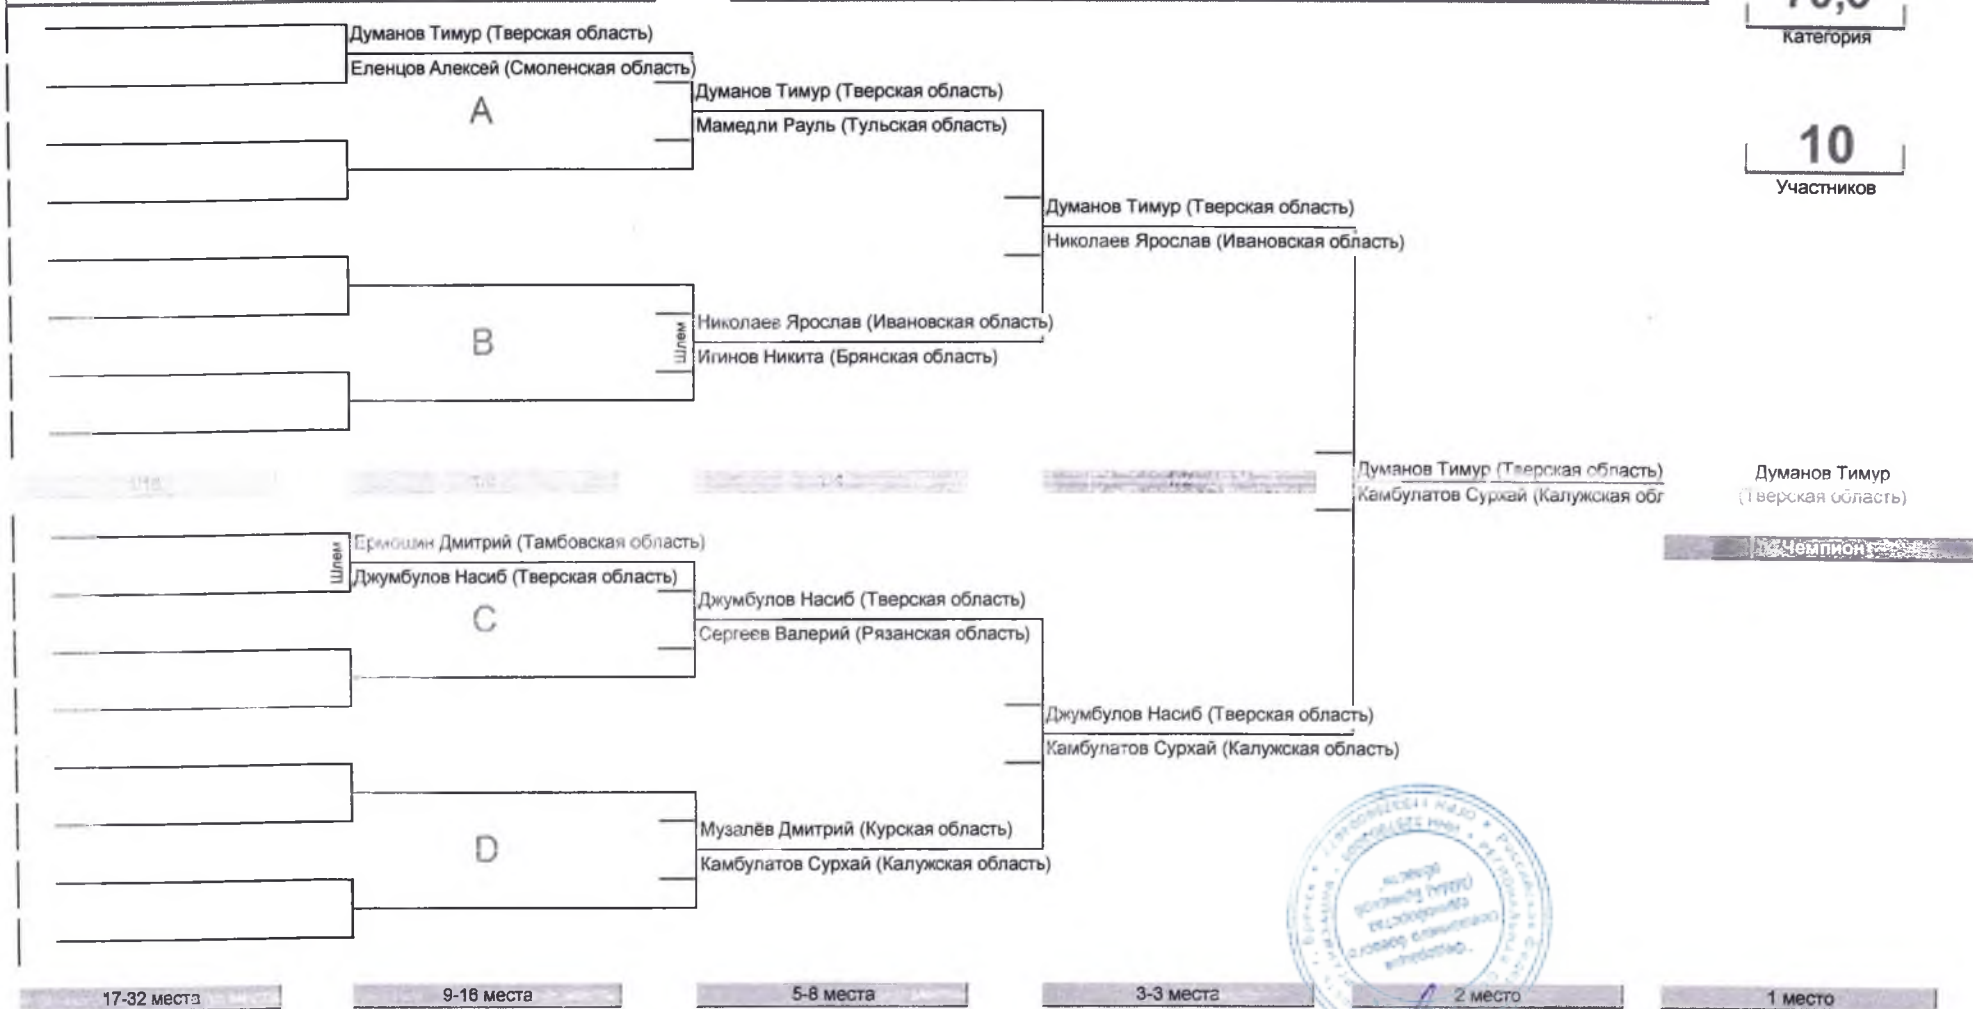 Категория
10
Участников
Думанов Тимур (Тверская область)
Еленцов Алексей (Смоленская область)
A
Думанов Тимур (Тверская область)
Мамедли Рауль (Тульская область)
Думанов Тимур (Тверская область)
Николаев Ярослав (Ивановская область)
B
Шлем
Николаев Ярослав (Ивановская область)
Игинов Никита (Брянская область)
Думанов Тимур (Тверская область)
Камбулатов Сурхай (Калужская обл
Думанов Тимур
(Тверская область)
Чемпион
Шлем
Ермошин Дмитрий (Тамбовская область)
Джумбулов Насиб (Тверская область)
C
Джумбулов Насиб (Тверская область)
Сергеев Валерий (Рязанская область)
Джумбулов Насиб (Тверская область)
Камбулатов Сурхай (Калужская область)
D
Музалёв Дмитрий (Курская область)
Камбулатов Сурхай (Калужская область)
17-32 места
9-16 места
5-8 места
3-3 места
2 место
1 место